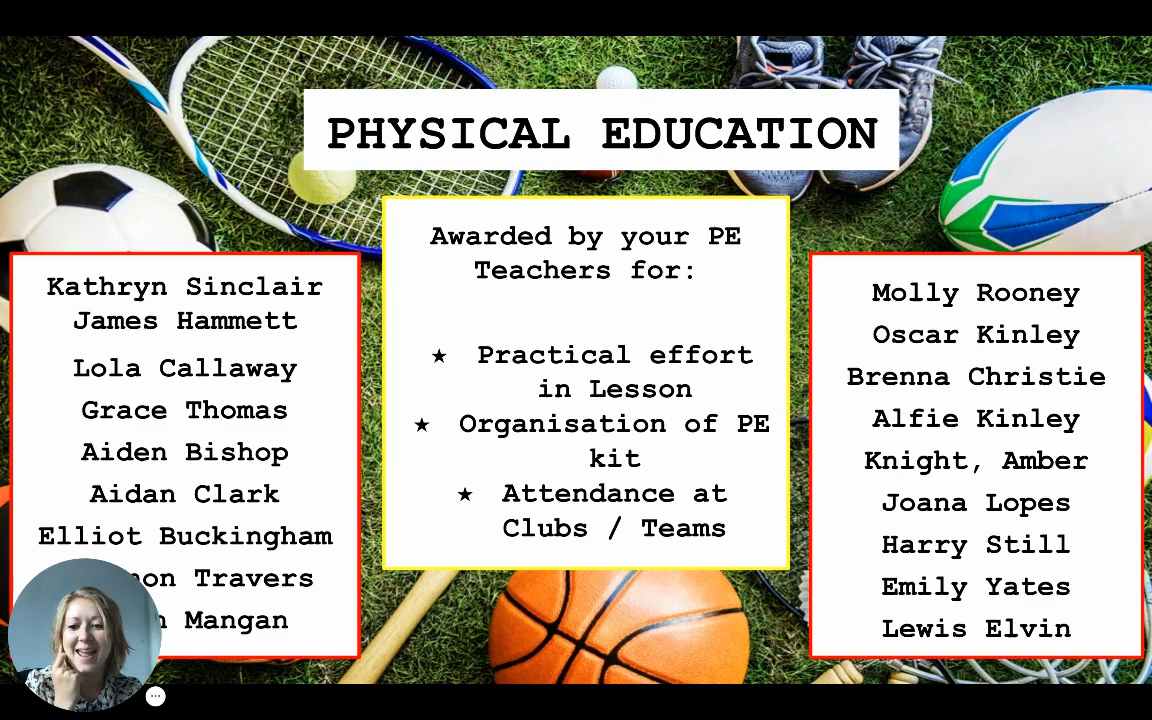 PHYSICAL EDUCATION
Kathryn Sinclair
James Hammett
Lola Callaway
Grace Thomas
Aiden Bishop
Aidan Clark
Elliot Buckingham
Travers
Mangan
Awarded by your PE
Teachers for:
★ Practical effort
in Lesson
★ Organisation of PE
kit
★ Attendance at
Clubs / Teams
Molly Rooney
Oscar Kinley
Brenna Christie
Alfie Kinley
Knight, Amber
Joana Lopes
Harry Still
Emily Yates
Lewis Elvin